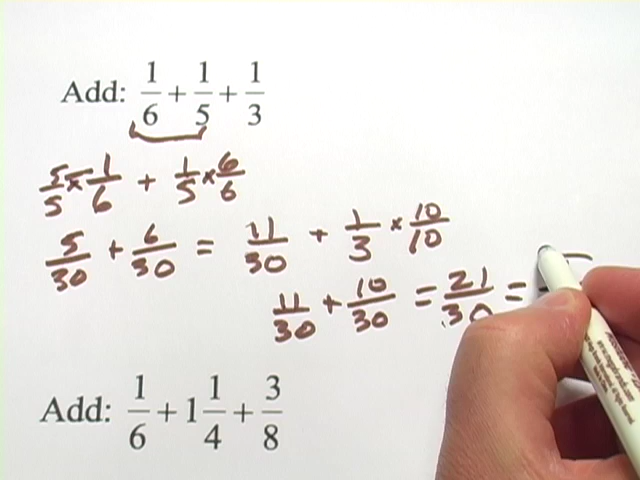 Add: 1/6 + 1/5 + 1/3
5/5 × 1/6 + 1/5 × 6/6
5/30 + 6/30 = 11/30 + 1/3 × 10/10
11/30 + 10/30 = 21/30 =
Add: 1/6 + 1 1/4 + 3/8